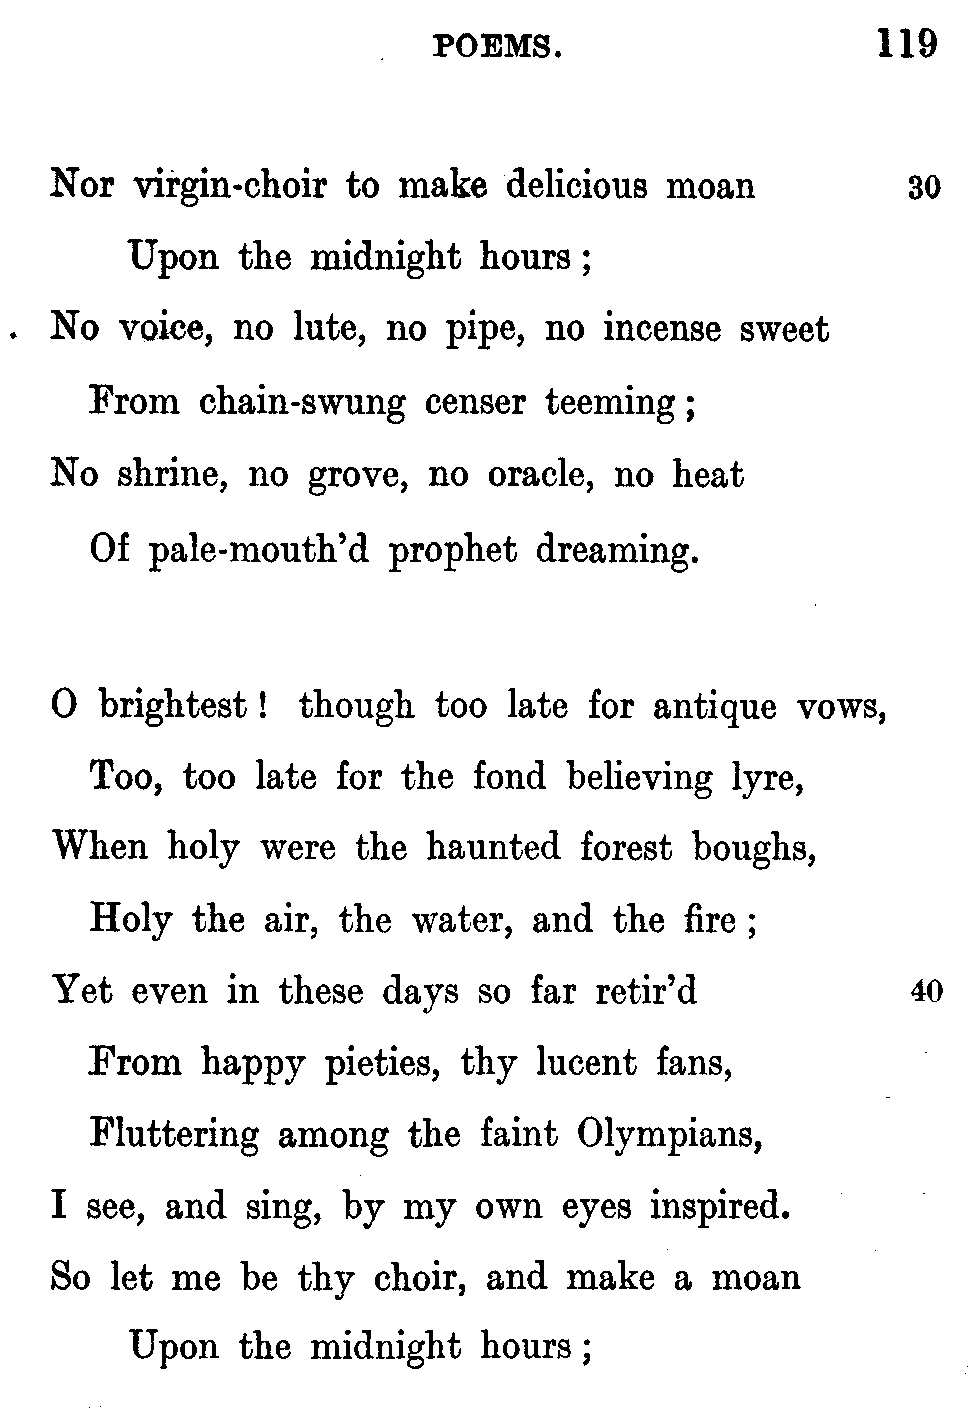 POEMS. 119
Nor virgin-choir to make delicious moan 30
Upon the midnight hours ;
No voice, no lute, no pipe, no incense sweet
From chain-swung censer teeming ;
No shrine, no grove, no oracle, no heat
Of pale-mouth’d prophet dreaming.
O brightest ! though too late for antique vows,
Too, too late for the fond believing lyre,
When holy were the haunted forest boughs,
Holy the air, the water, and the fire ;
Yet even in these days so far retir’d 40
From happy pieties, thy lucent fans,
Fluttering among the faint Olympians,
I see, and sing, by my own eyes inspired.
So let me be thy choir, and make a moan
Upon the midnight hours ;